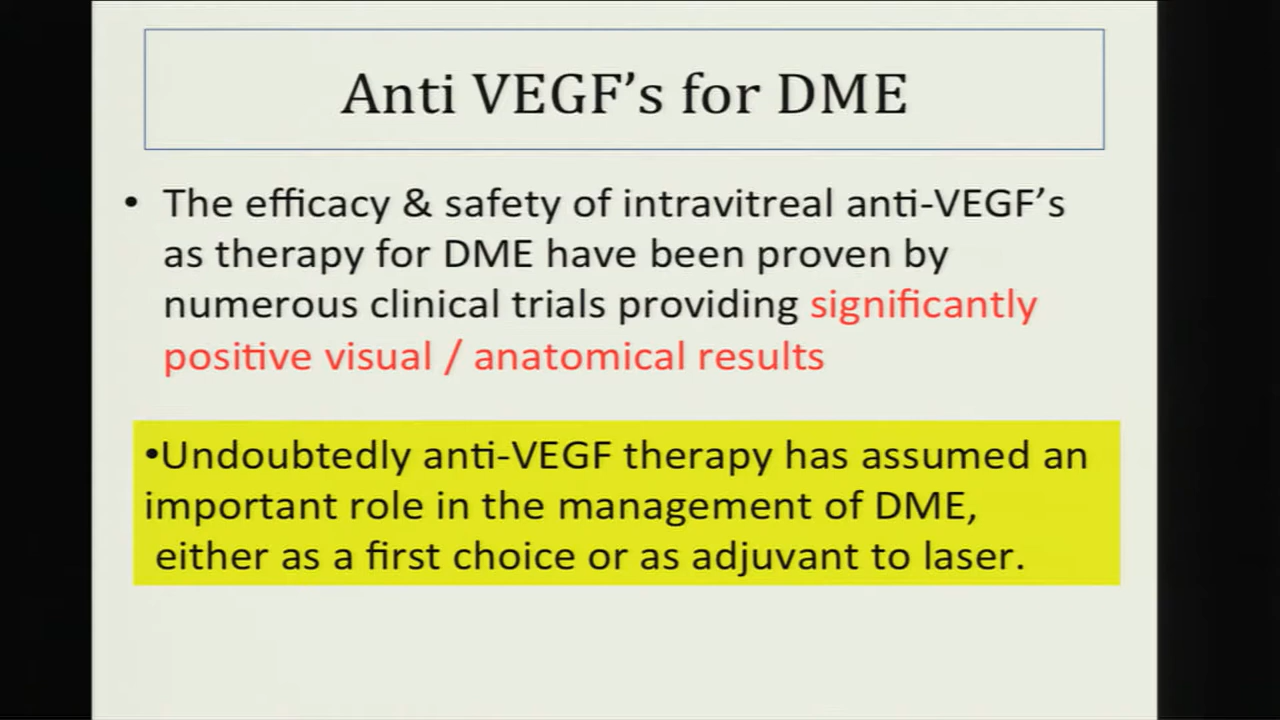 Anti VEGF’s for DME
• The efficacy & safety of intravitreal anti-VEGF’s
as therapy for DME have been proven by
numerous clinical trials providing significantly
positive visual / anatomical results
•Undoubtedly anti-VEGF therapy has assumed an
important role in the management of DME,
either as a first choice or as adjuvant to laser.